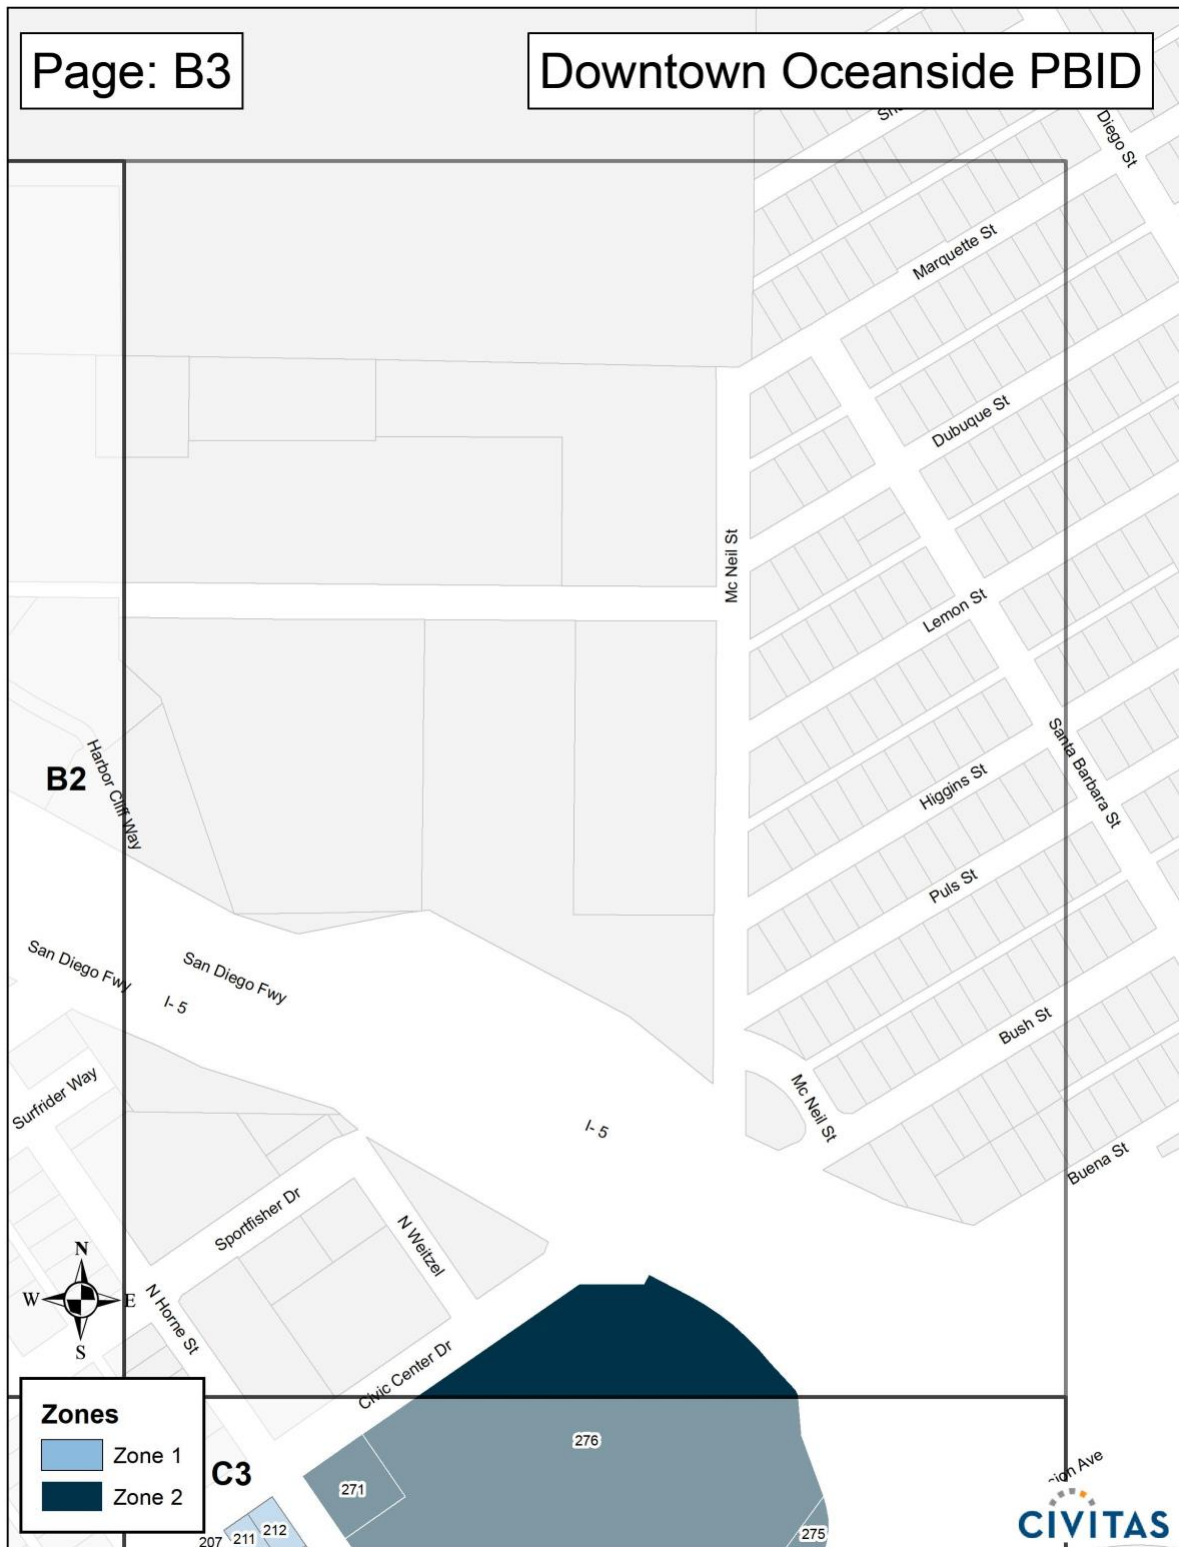 Page: B3
Downtown Oceanside PBID
Diego St
Marquette St
Dubuque St
Mc Neil St
Lemon St
Santa Barbara St
Harbor Cliff Way
B2
Higgins St
Puls St
San Diego Fwy
San Diego Fwy
I- 5
Bush St
Surfrider Way
Mc Neil St
I- 5
Buena St
Sportfisher Dr
N Weitzel
N
W
E
S
N Horne St
Civic Center Dr
Zones
Zone 1
Zone 2
276
C3
271
Ave
207
211
212
275
CIVITAS